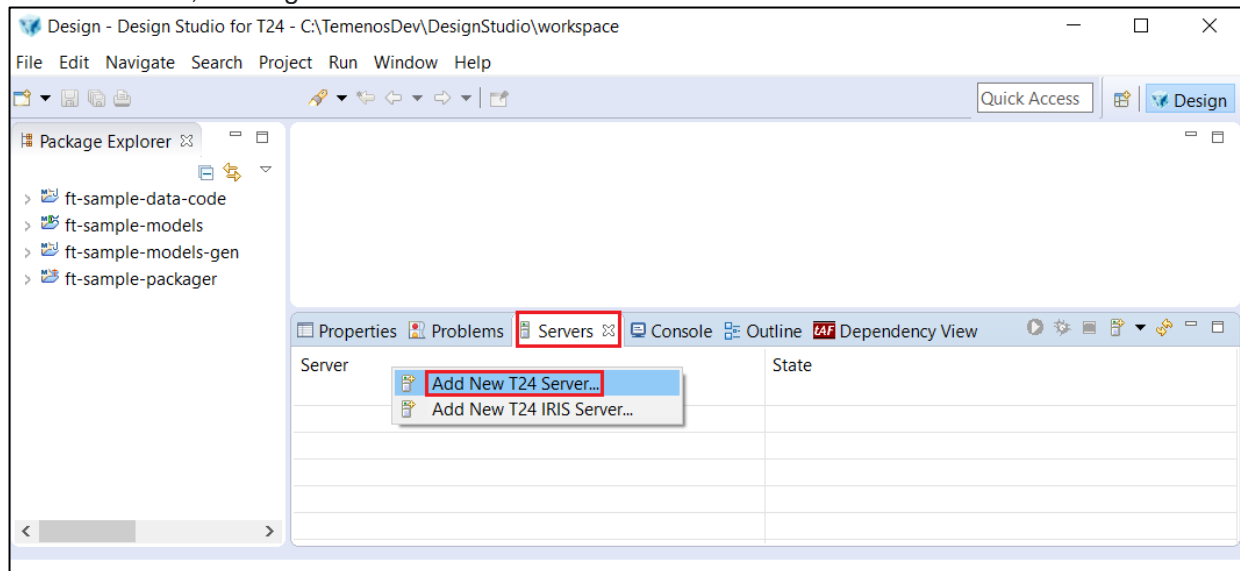 Design - Design Studio for T24 - C:\TemenosDev\DesignStudio\workspace
File Edit Navigate Search Project Run Window Help
Quick Access
Design
Package Explorer
ft-sample-data-code
ft-sample-models
ft-sample-models-gen
ft-sample-packager
Properties Problems Servers Console Outline tAF Dependency View
Server State
Add New T24 Server...
Add New T24 IRIS Server...